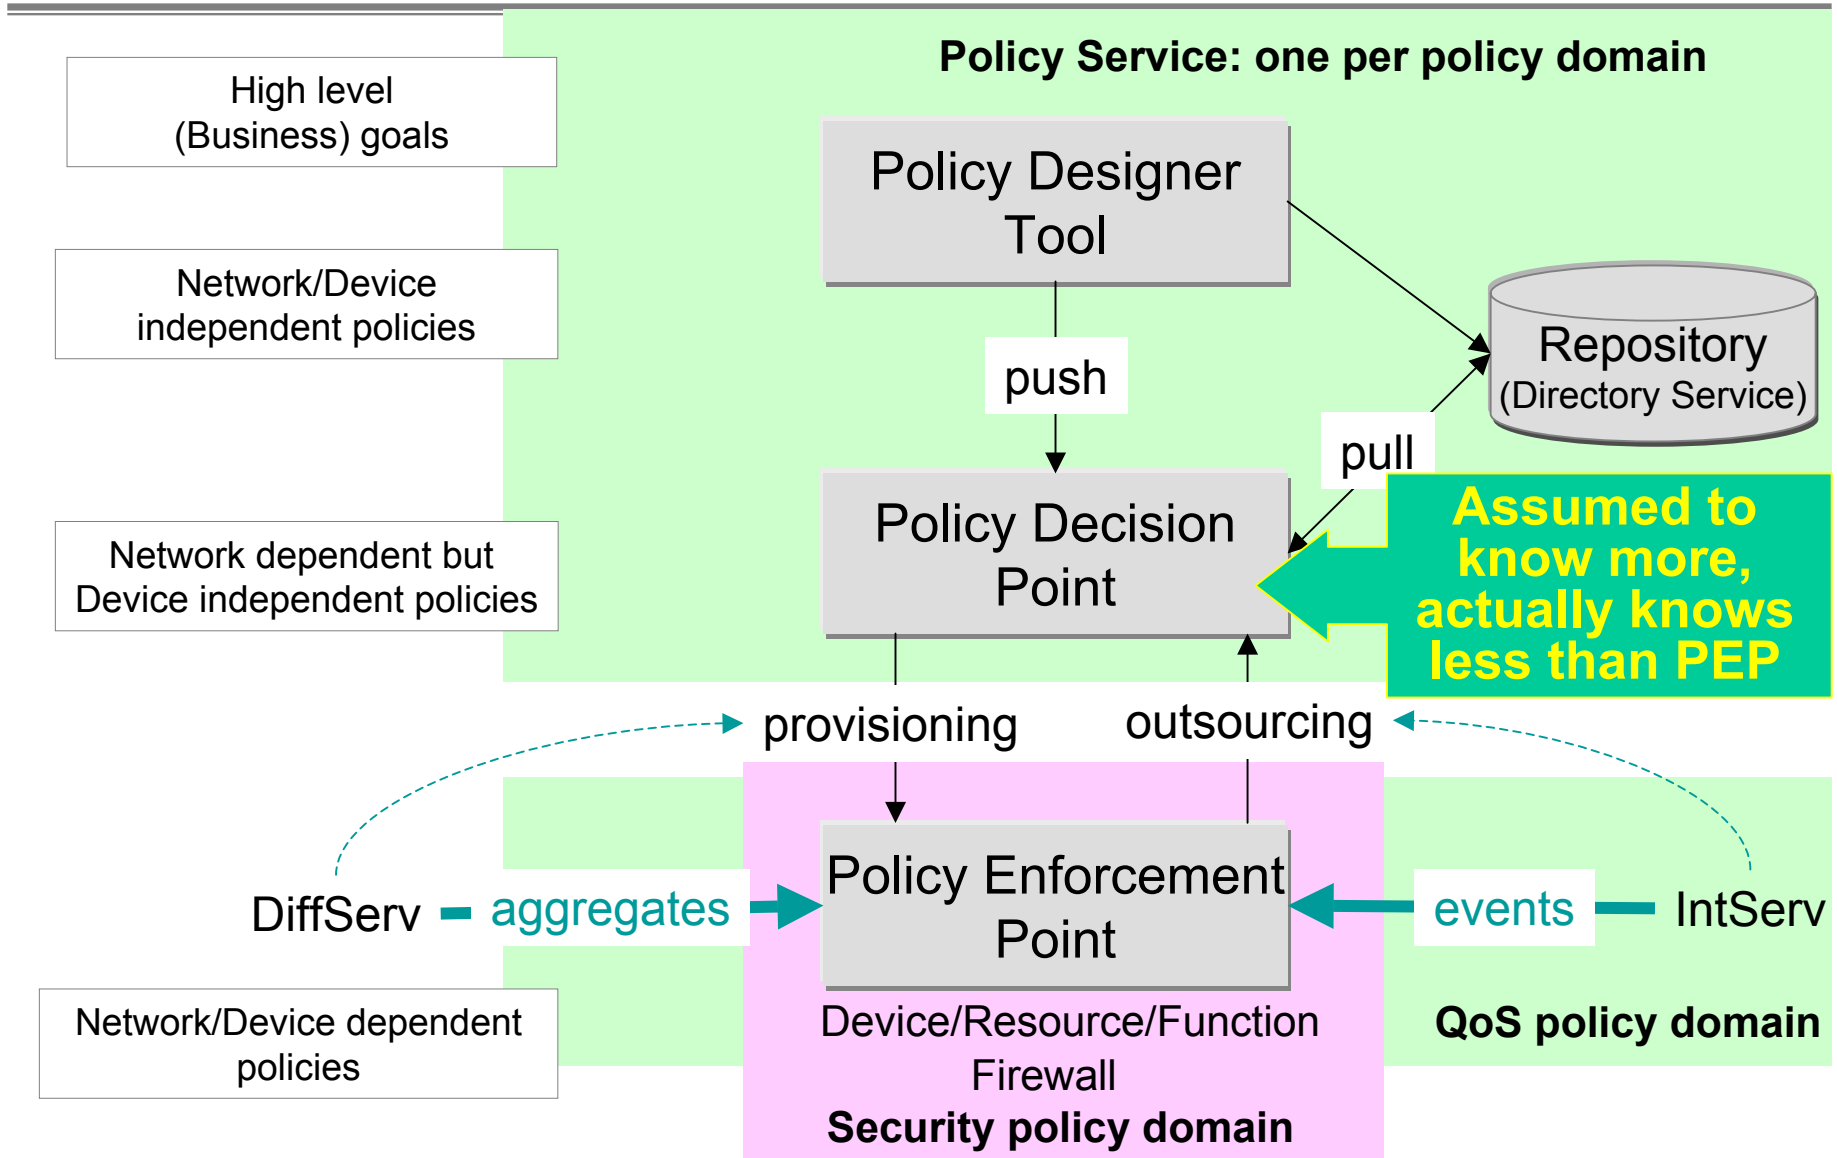 Policy Service: one per policy domain
High level
(Business) goals
Policy Designer
Tool
Network/Device
independent policies
push
Repository
(Directory Service)
pull
Network dependent but
Device independent policies
Policy Decision
Point
Assumed to
know more,
actually knows
less than PEP
provisioning
outsourcing
DiffServ
aggregates
Policy Enforcement
Point
events
IntServ
Network/Device dependent
policies
Device/Resource/Function
Firewall
Security policy domain
QoS policy domain